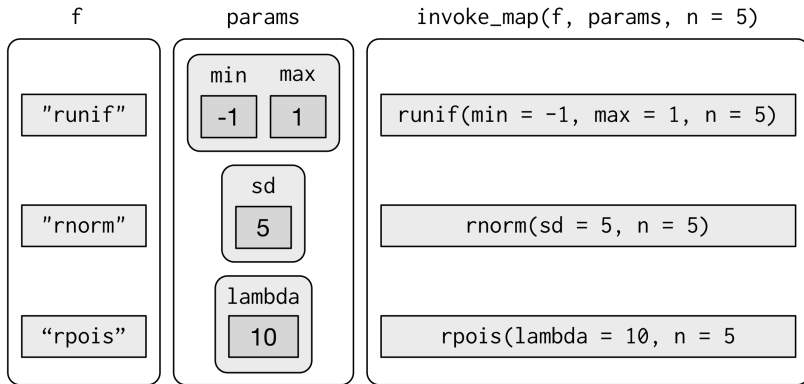 f params invoke_map(f, params, n = 5)
min max
"runif" -1 1 runif(min = -1, max = 1, n = 5)
sd
"rnorm" 5 rnorm(sd = 5, n = 5)
lambda
“rpois” 10 rpois(lambda = 10, n = 5